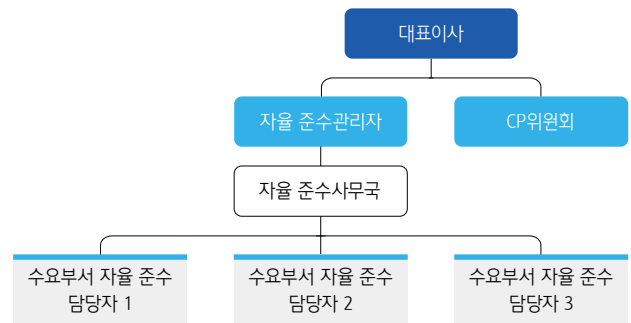 대표이사
자율 준수관리자
CP위원회
자율 준수사무국
수요부서 자율 준수
담당자 1
수요부서 자율 준수
담당자 2
수요부서 자율 준수
담당자 3